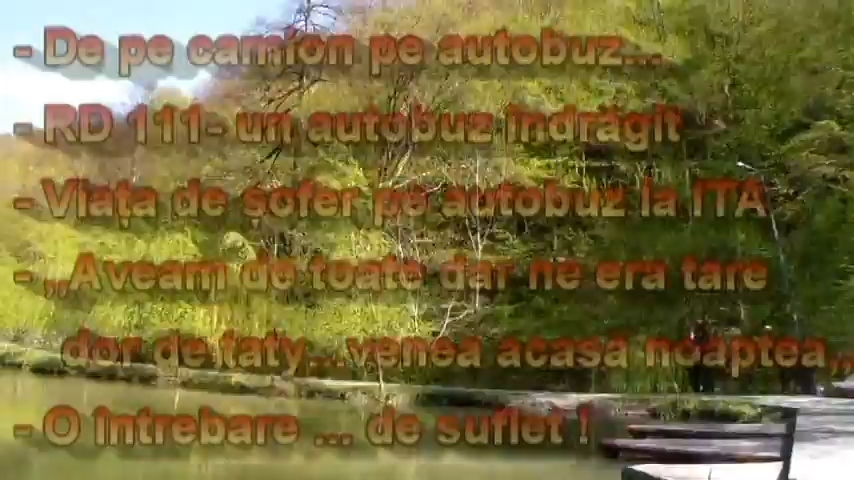 - De pe camion pe autobuz...
- RD 111- un autobuz îndrăgit
- Viața de șofer pe autobuz la ITA
- ,,Aveam de toate dar ne era tare
dor de taty...venea acasă noaptea,,
- O întrebare ... de suflet !